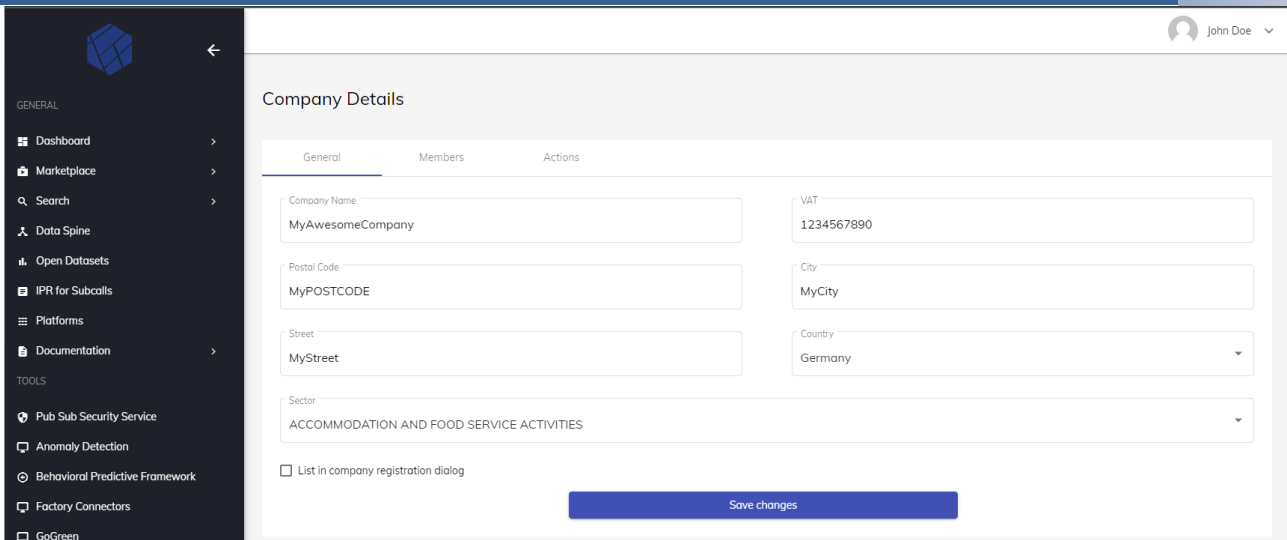 John Doe
GENERAL
Dashboard
Marketplace
Search
Data Spine
Open Datasets
IPR for Subcalls
Platforms
Documentation
TOOLS
Pub Sub Security Service
Anomaly Detection
Behavioral Predictive Framework
Factory Connectors
GoGreen
Company Details
General Members Actions
Company Name
MyAwesomeCompany
VAT
1234567890
Postal Code
MyPOSTCODE
City
MyCity
Street
MyStreet
Country
Germany
Sector
ACCOMMODATION AND FOOD SERVICE ACTIVITIES
List in company registration dialog
Save changes